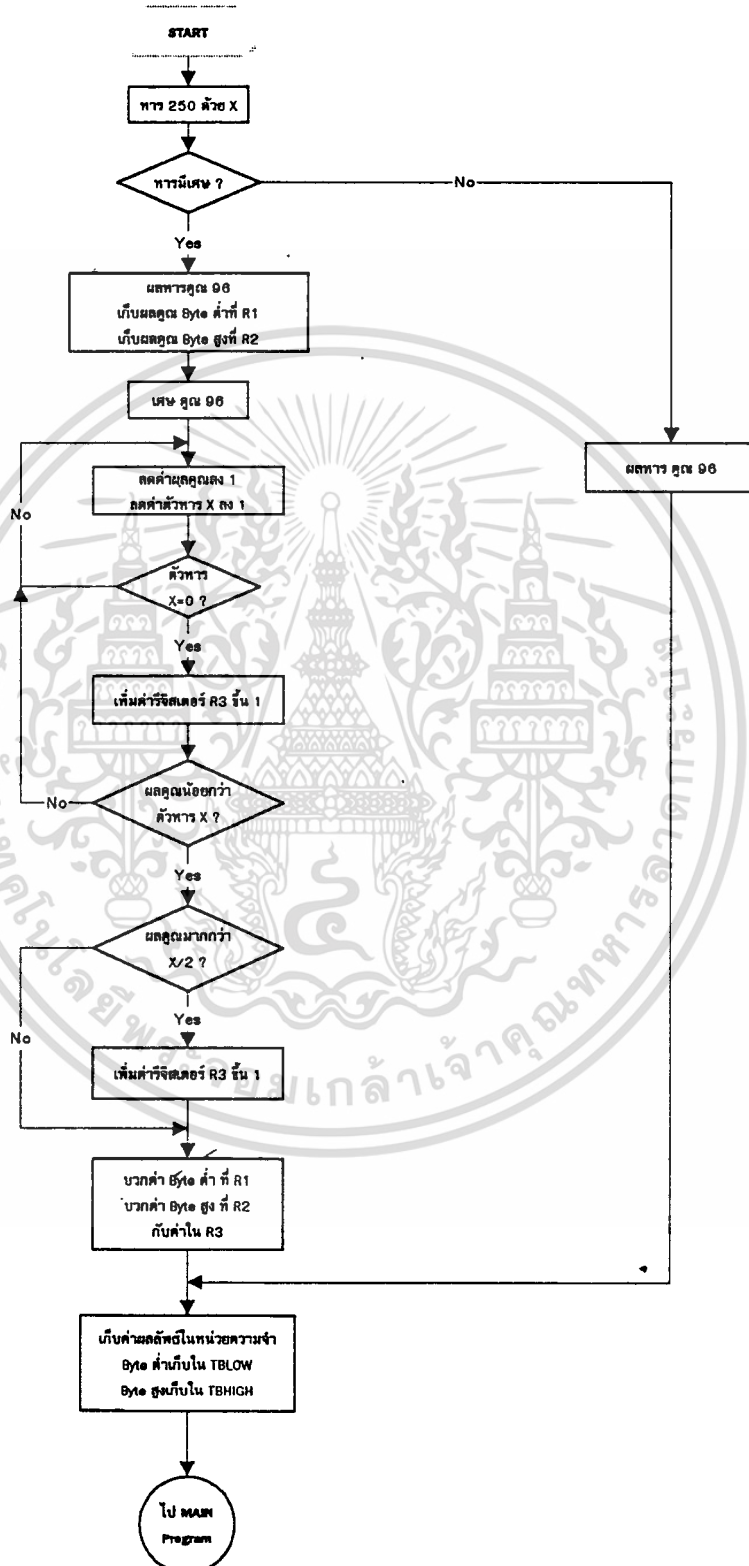 START
หาร 250 ด้วย X
หารมีเศษ ?
No
Yes
ผลหารคูณ 96
เก็บผลคูณ Byte ต่ำที่ R1
เก็บผลคูณ Byte สูงที่ R2
เศษ คูณ 96
ผลหาร คูณ 96
ลดค่าผลคูณลง 1
ลดค่าตัวหาร X ลง 1
No
ตัวหาร
X=0 ?
Yes
เพิ่มค่ารีจิสเตอร์ R3 ขึ้น 1
ผลคูณน้อยกว่า
ตัวหาร X ?
No
Yes
ผลคูณมากกว่า
X/2 ?
Yes
No
เพิ่มค่ารีจิสเตอร์ R3 ขึ้น 1
บวกค่า Byte ต่ำ ที่ R1
บวกค่า Byte สูง ที่ R2
กับค่าใน R3
เก็บค่าผลลัพธ์ในหน่วยความจำ
Byte ต่ำเก็บใน TBLOW
Byte สูงเก็บใน TBHIGH
ไป MAIN
Program